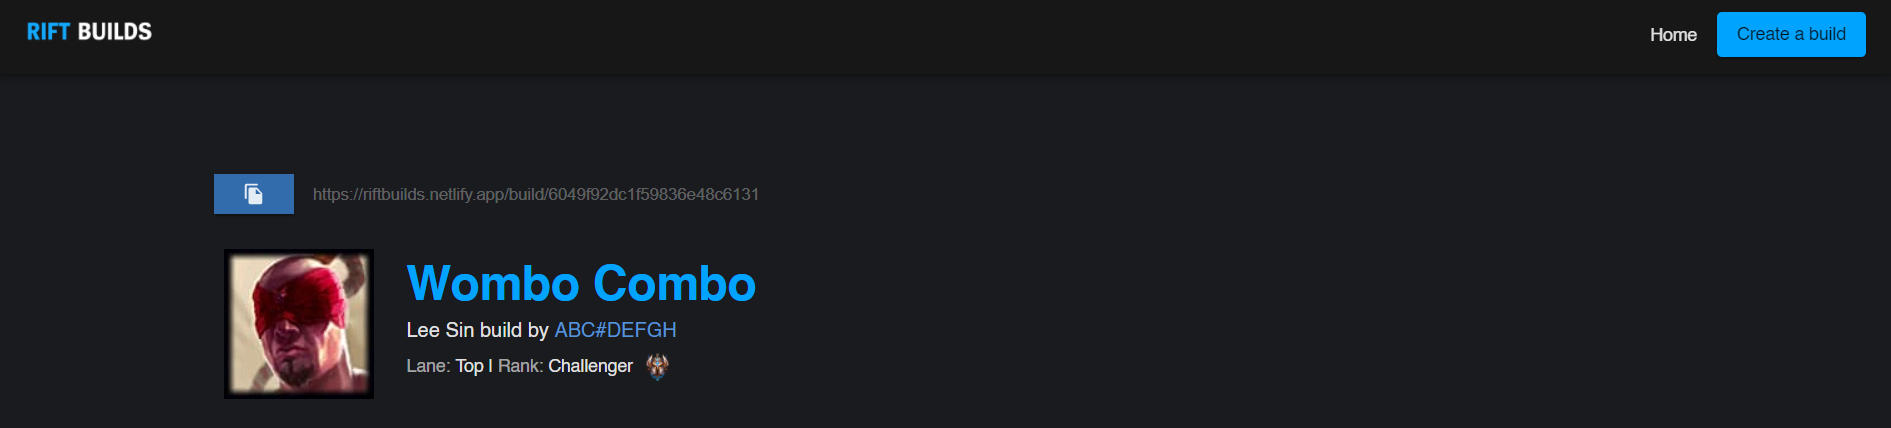 RIFT BUILDS
Home
Create a build
https://riftbuilds.netlify.app/build/6049f92dc1f59836e48c6131
Wombo Combo
Lee Sin build by ABC#DEFGH
Lane: Top | Rank: Challenger